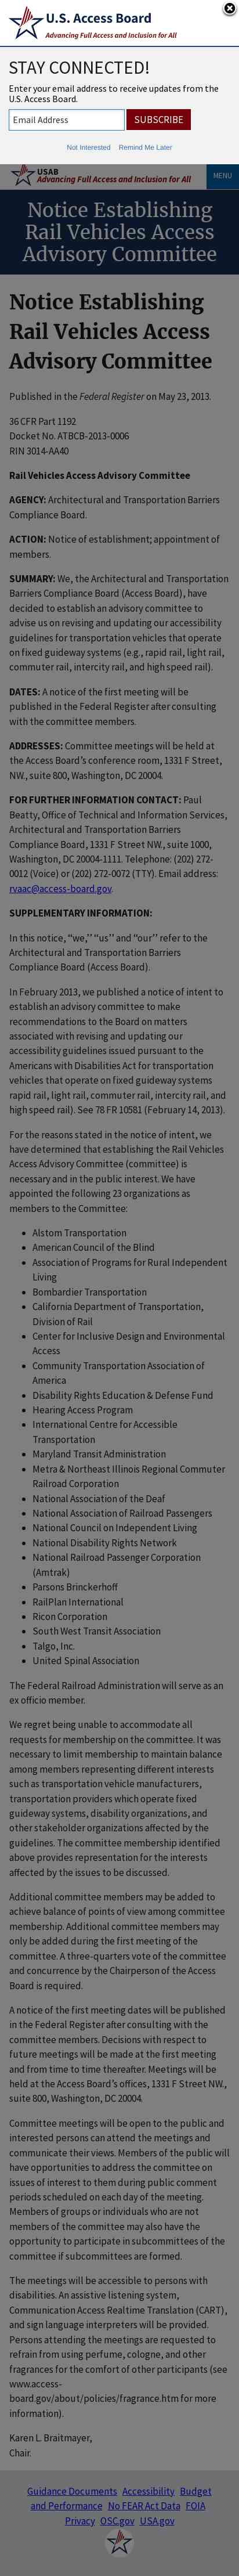 U.S. Access Board
Advancing Full Access and Inclusion for All
STAY CONNECTED!
Enter your email address to receive updates from the
U.S. Access Board.
Email Address
SUBSCRIBE
Not Interested Remind Me Later
USAB
Advancing Full Access and Inclusion for All
MENU
Notice Establishing
Rail Vehicles Access
Advisory Committee
Notice Establishing
Rail Vehicles Access
Advisory Committee
Published in the Federal Register on May 23, 2013.
36 CFR Part 1192
Docket No. ATBCB-2013-0006
RIN 3014-AA40
Rail Vehicles Access Advisory Committee
AGENCY: Architectural and Transportation Barriers
Compliance Board.
ACTION: Notice of establishment; appointment of
members.
SUMMARY: We, the Architectural and Transportation
Barriers Compliance Board (Access Board), have
decided to establish an advisory committee to
advise us on revising and updating our accessibility
guidelines for transportation vehicles that operate
on fixed guideway systems (e.g., rapid rail, light rail,
commuter rail, intercity rail, and high speed rail).
DATES: A notice of the first meeting will be
published in the Federal Register after consulting
with the committee members.
ADDRESSES: Committee meetings will be held at
the Access Board’s conference room, 1331 F Street,
NW., suite 800, Washington, DC 20004.
FOR FURTHER INFORMATION CONTACT: Paul
Beatty, Office of Technical and Information Services,
Architectural and Transportation Barriers
Compliance Board, 1331 F Street NW., suite 1000,
Washington, DC 20004-1111. Telephone: (202) 272-
0012 (Voice) or (202) 272-0072 (TTY). Email address:
rvaac@access-board.gov.
SUPPLEMENTARY INFORMATION:
In this notice, “we,’’ “us’’ and “our’’ refer to the
Architectural and Transportation Barriers
Compliance Board (Access Board).
In February 2013, we published a notice of intent to
establish an advisory committee to make
recommendations to the Board on matters
associated with revising and updating our
accessibility guidelines issued pursuant to the
Americans with Disabilities Act for transportation
vehicles that operate on fixed guideway systems
rapid rail, light rail, commuter rail, intercity rail, and
high speed rail). See 78 FR 10581 (February 14, 2013).
For the reasons stated in the notice of intent, we
have determined that establishing the Rail Vehicles
Access Advisory Committee (committee) is
necessary and in the public interest. We have
appointed the following 23 organizations as
members to the Committee:
Alstom Transportation
American Council of the Blind
Association of Programs for Rural Independent
Living
Bombardier Transportation
California Department of Transportation,
Division of Rail
Center for Inclusive Design and Environmental
Access
Community Transportation Association of
America
Disability Rights Education & Defense Fund
Hearing Access Program
International Centre for Accessible
Transportation
Maryland Transit Administration
Metra & Northeast Illinois Regional Commuter
Railroad Corporation
National Association of the Deaf
National Association of Railroad Passengers
National Council on Independent Living
National Disability Rights Network
National Railroad Passenger Corporation
(Amtrak)
Parsons Brinckerhoff
RailPlan International
Ricon Corporation
South West Transit Association
Talgo, Inc.
United Spinal Association
The Federal Railroad Administration will serve as an
ex officio member.
We regret being unable to accommodate all
requests for membership on the committee. It was
necessary to limit membership to maintain balance
among members representing different interests
such as transportation vehicle manufacturers,
transportation providers which operate fixed
guideway systems, disability organizations, and
other stakeholder organizations affected by the
guidelines. The committee membership identified
above provides representation for each interest
affected by the issues to be discussed.
Additional committee members may be added to
achieve balance of points of view among committee
membership. Additional committee members may
only be added during the first meeting of the
committee. A three-quarters vote of the committee
and concurrence by the Chairperson of the Access
Board is required.
A notice of the first meeting dates will be published
in the Federal Register after consulting with the
committee members. Decisions with respect to
future meetings will be made at the first meeting
and from time to time thereafter. Meetings will be
held at the Access Board’s offices, 1331 F Street NW.,
suite 800, Washington, DC 20004.
Committee meetings will be open to the public and
interested persons can attend the meetings and
communicate their views. Members of the public will
have opportunities to address the committee on
issues of interest to them during public comment
periods scheduled on each day of the meeting.
Members of groups or individuals who are not
members of the committee may also have the
opportunity to participate in subcommittees of the
committee if subcommittees are formed.
The meetings will be accessible to persons with
disabilities. An assistive listening system,
Communication Access Realtime Translation (CART),
and sign language interpreters will be provided.
Persons attending the meetings are requested to
refrain from using perfume, cologne, and other
fragrances for the comfort of other participants (see
www.access-
board.gov/about/policies/fragrance.htm for more
information).
Karen L. Braitmayer,
Chair.
Guidance Documents Accessibility Budget
and Performance No FEAR Act Data FOIA
Privacy OSC.gov USA.gov